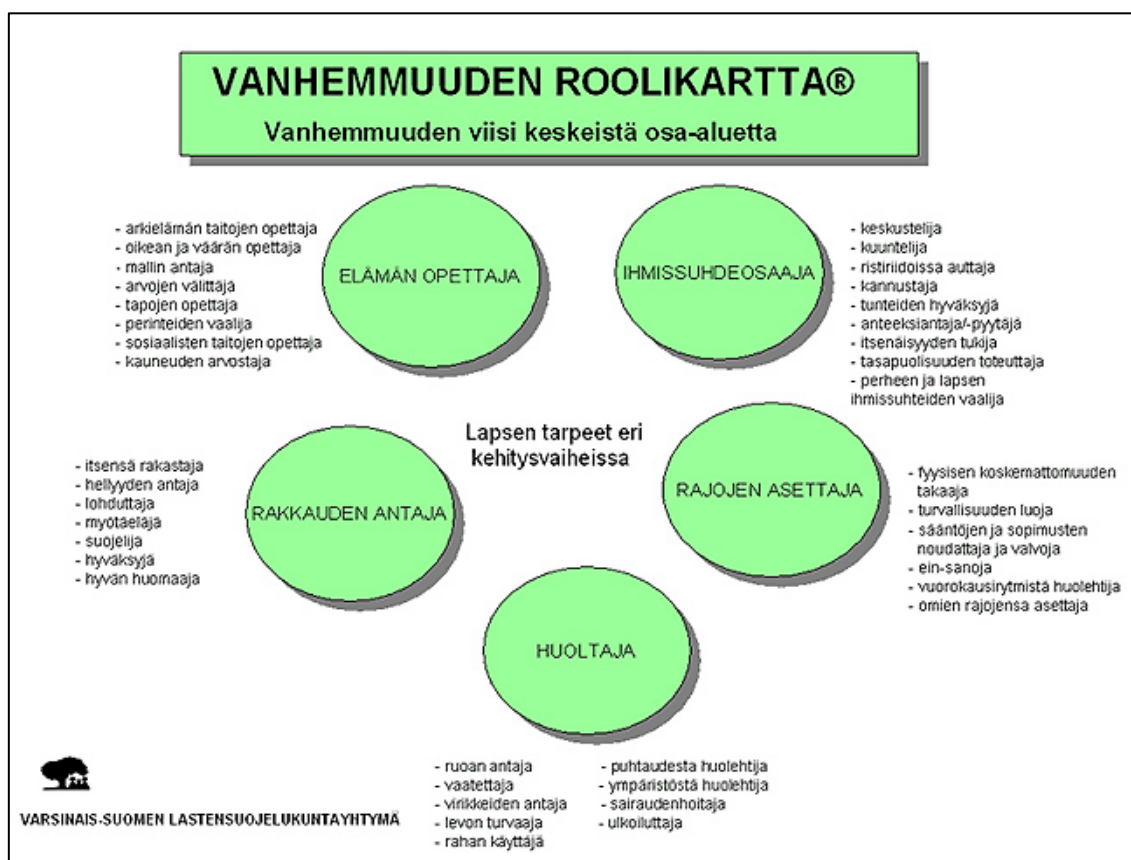 VANHEMMUUDEN ROOLIKARTTA®
Vanhemmuuden viisi keskeistä osa-aluetta
ELÄMÄN OPETTAJA
- arkielämän taitojen opettaja
- oikean ja väärän opettaja
- mallin antaja
- arvojen välittäjä
- tapojen opettaja
- perinteiden vaalija
- sosiaalisten taitojen opettaja
- kauneuden arvostaja
IHMISSUHDEOSAAJA
- keskustelija
- kuuntelija
- ristiriidoissa auttaja
- kannustaja
- tunteiden hyväksyjä
- anteeksiantaja/-pyytäjä
- itsenäisyyden tukija
- tasapuolisuuden toteuttaja
- perheen ja lapsen
ihmissuhteiden vaalija
Lapsen tarpeet eri
kehitysvaiheissa
- itsensä rakastaja
- hellyyden antaja
- lohduttaja
- myötäeläjä
- suojelija
- hyväksyjä
- hyvän huomaaja
RAKKAUDEN ANTAJA
RAJOJEN ASETTAJA
- fyysisen koskemattomuuden
takaaja
- turvallisuuden luoja
- sääntöjen ja sopimusten
noudattaja ja valvoja
- ein-sanoja
- vuorokausirytmistä huolehtija
- omien rajojensa asettaja
HUOLTAJA
- ruoan antaja
- vaatettaja
- virikkeiden antaja
- levon turvaaja
- rahan käyttäjä
- puhtaudesta huolehtija
- ympäristöstä huolehtija
- sairaudenhoitaja
- ulkoiluttaja
VARSINAIS-SUOMEN LASTENSUOJELUKUNTAYHTYMÄ